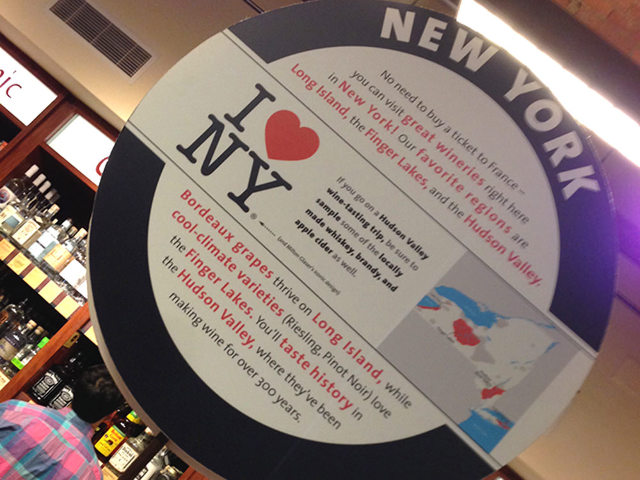 NEW YORK
No need to buy a ticket to France –
you can visit great wineries right here
in New York! Our favorite regions are
Long Island, the Finger Lakes, and the Hudson Valley.
I ♥
NY®
If you go on a Hudson Valley
wine-tasting trip, be sure to
sample some of the locally
made whiskey, brandy, and
apple cider as well.
Bordeaux grapes thrive on Long Island, while
cool-climate varieties (Riesling, Pinot Noir) love
the Finger Lakes. You'll taste history in
the Hudson Valley, where they've been
making wine for over 300 years.